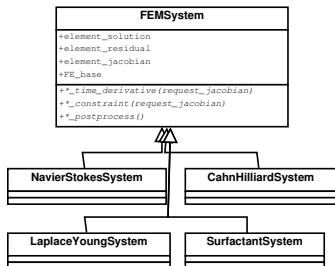 FEMSystem
+element_solution
+element_residual
+element_jacobian
+FE_base
+*_time_derivative(request_jacobian)
+*_constraint(request_jacobian)
+*_postprocess()
NavierStokesSystem
CahnHilliardSystem
LaplaceYoungSystem
SurfactantSystem